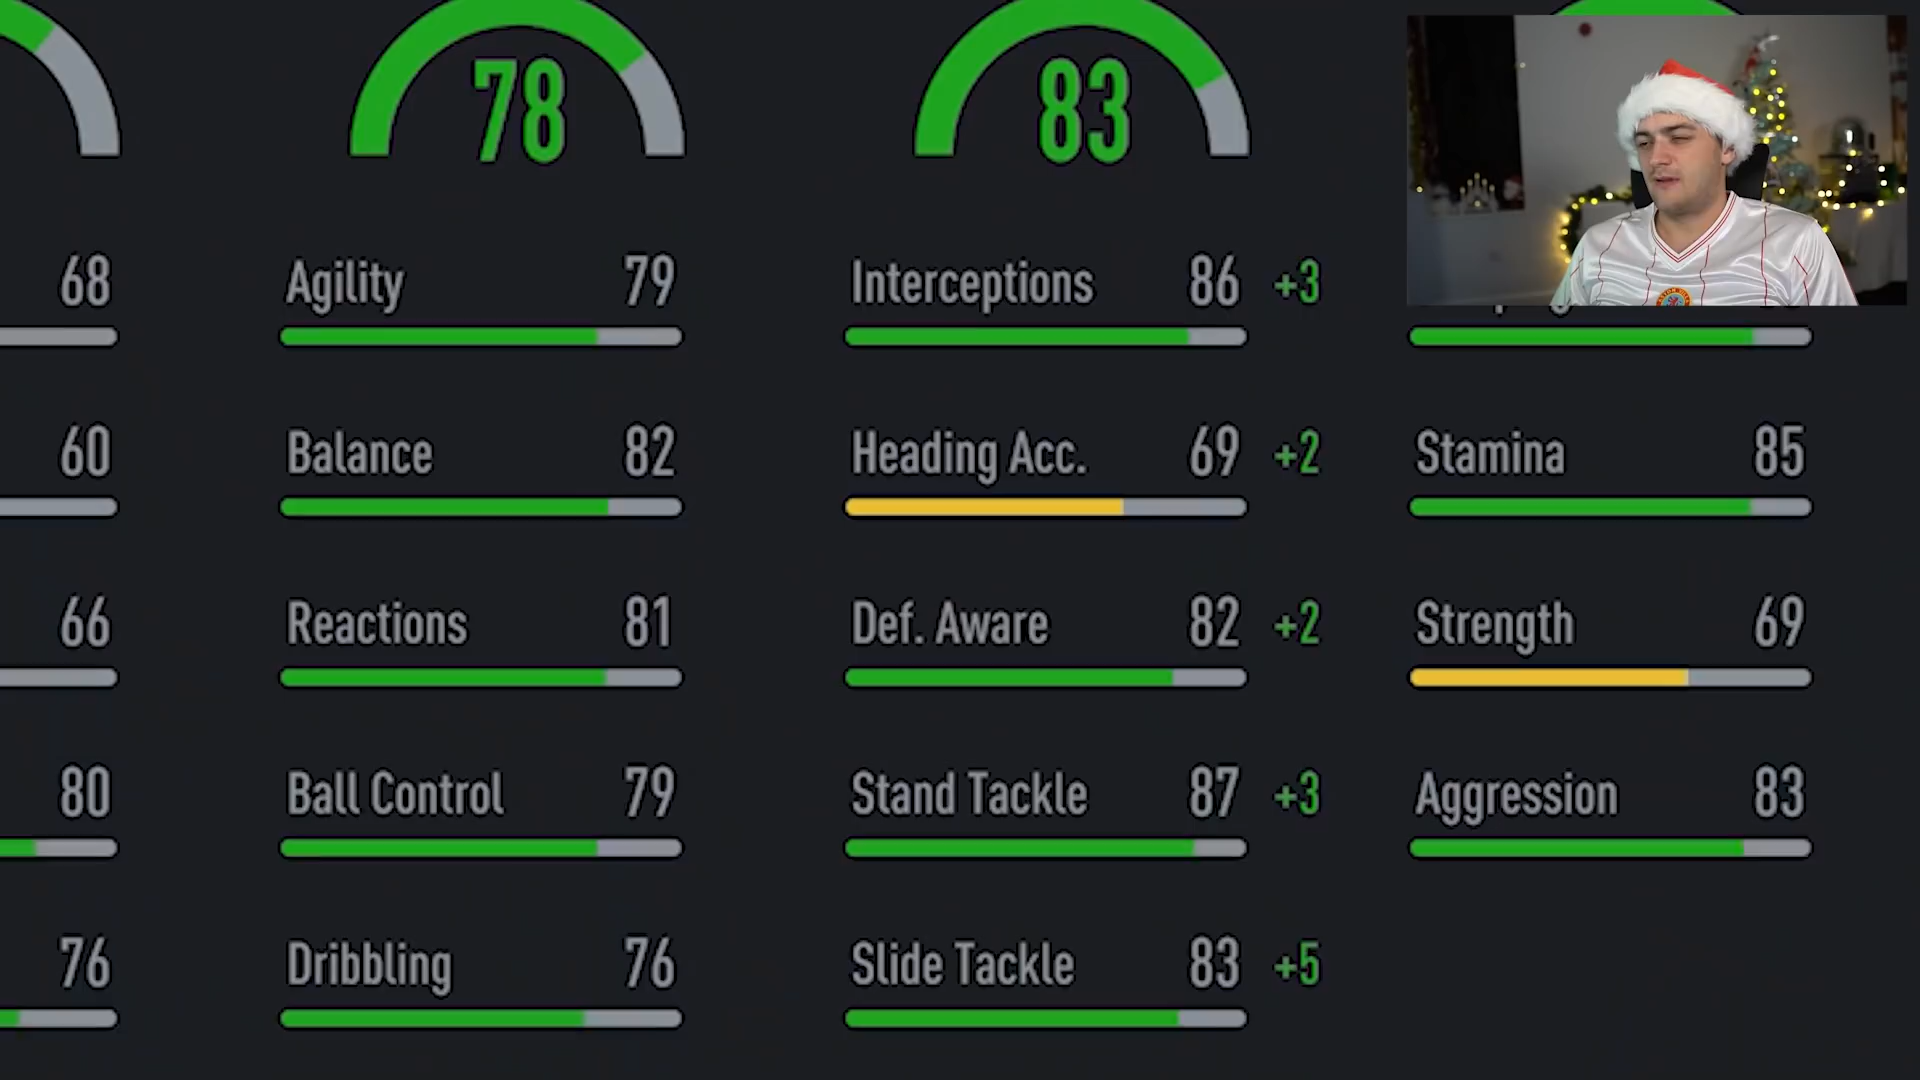 78
83
68
Agility 79
Interceptions 86 +3
60
Balance 82
Heading Acc. 69 +2
Stamina 85
66
Reactions 81
Def. Aware 82 +2
Strength 69
80
Ball Control 79
Stand Tackle 87 +3
Aggression 83
76
Dribbling 76
Slide Tackle 83 +5